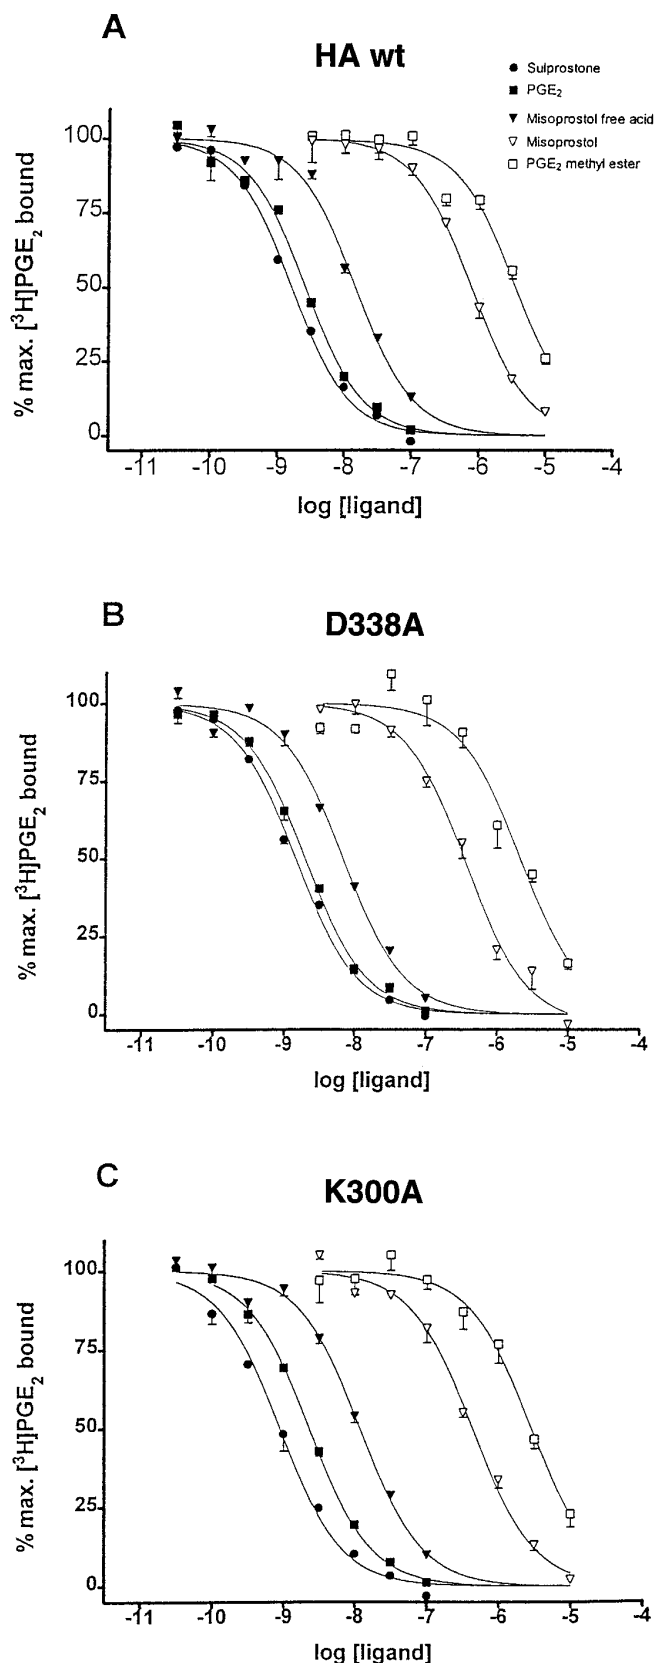 A
HA wt
Sulprostone
PGE₂
Misoprostol free acid
Misoprostol
PGE₂ methyl ester
% max. [³H]PGE₂ bound
100
75
50
25
0
-11 -10 -9 -8 -7 -6 -5 -4
log [ligand]
B
D338A
% max. [³H]PGE₂ bound
100
75
50
25
0
-11 -10 -9 -8 -7 -6 -5 -4
log [ligand]
C
K300A
% max. [³H]PGE₂ bound
100
75
50
25
0
-11 -10 -9 -8 -7 -6 -5 -4
log [ligand]